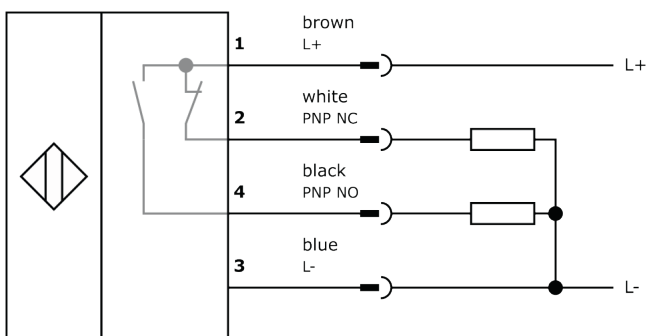 brown
1 L+
L+
white
2 PNP NC
black
4 PNP NO
blue
3 L-
L-